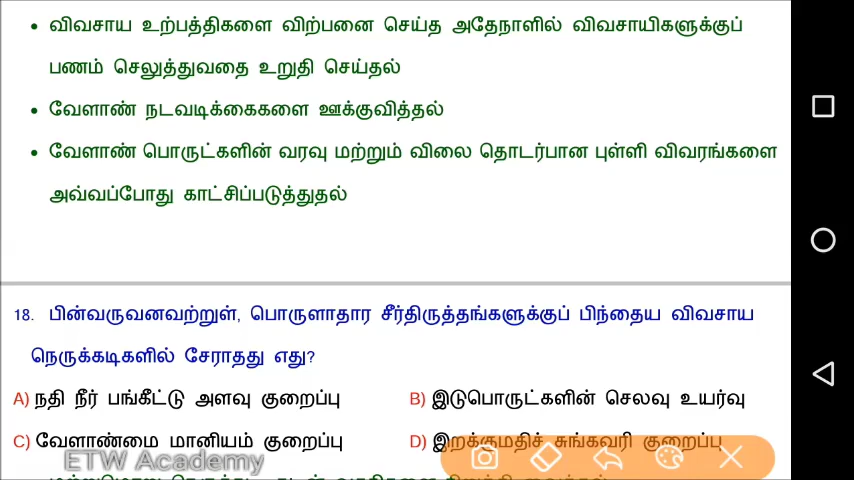 • விவசாய உற்பத்திகளை விற்பனை செய்த அதேநாளில் விவசாயிகளுக்குப்
பணம் செலுத்துவதை உறுதி செய்தல்
• வேளாண் நடவடிக்கைகளை ஊக்குவித்தல்
• வேளாண் பொருட்களின் வரவு மற்றும் விலை தொடர்பான புள்ளி விவரங்களை
அவ்வப்போது காட்சிப்படுத்துதல்
18. பின்வருவனவற்றுள், பொருளாதார சீர்திருத்தங்களுக்குப் பிந்தைய விவசாய
நெருக்கடிகளில் சேராதது எது?
A) நதி நீர் பங்கீட்டு அளவு குறைப்பு B) இடுபொருட்களின் செலவு உயர்வு
C) வேளாண்மை மானியம் குறைப்பு D) இறக்குமதிச் சுங்கவரி குறைப்பு
ETW Academy